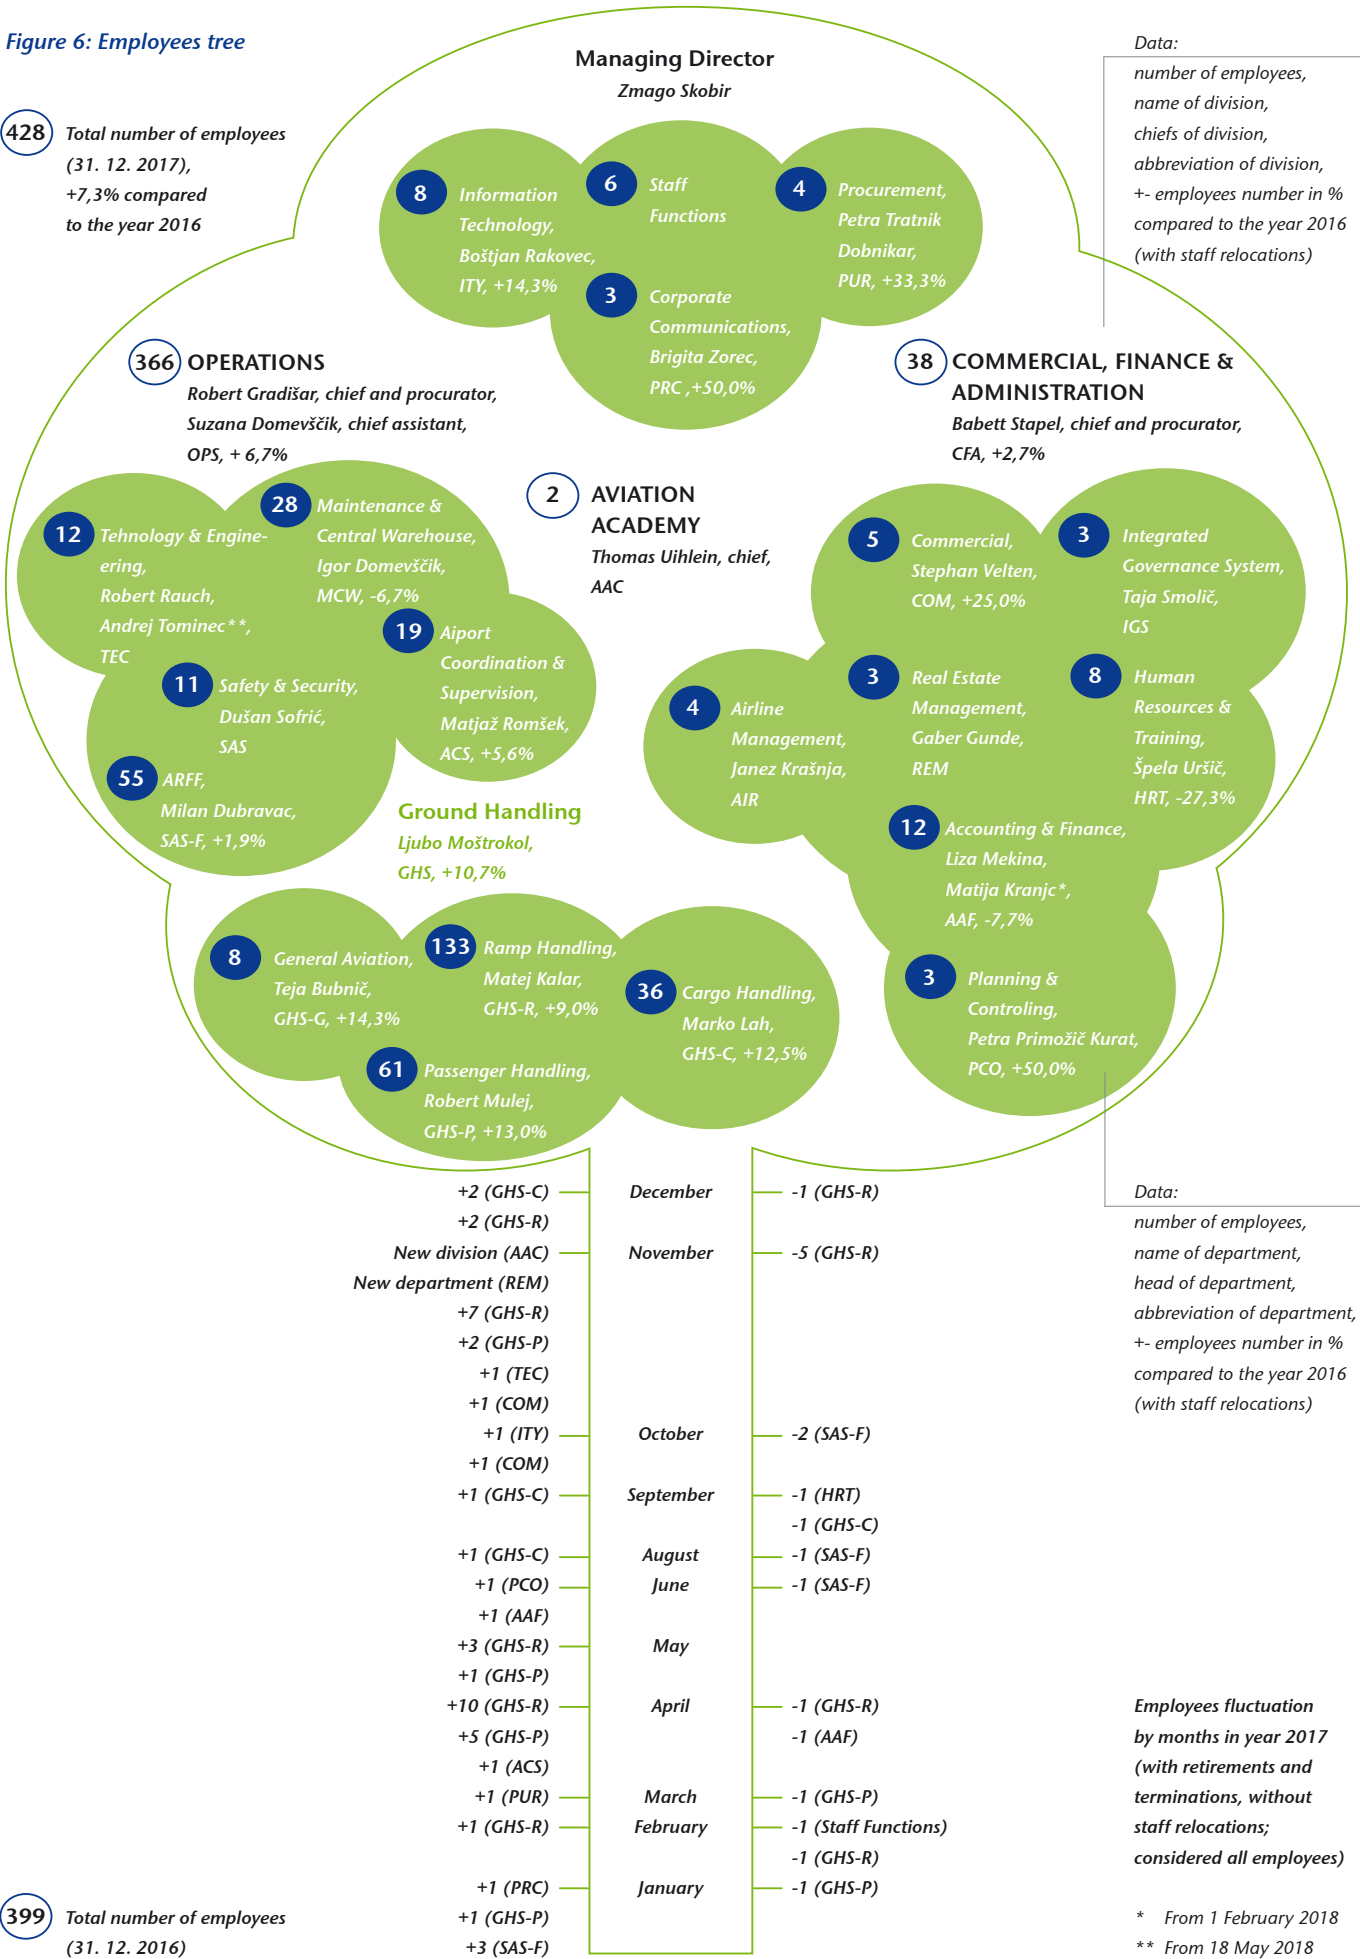 Figure 6: Employees tree
428
Total number of employees
(31. 12. 2017),
+7,3% compared
to the year 2016
Managing Director
Zmago Skobir
Data:
number of employees,
name of division,
chiefs of division,
abbreviation of division,
+- employees number in %
compared to the year 2016
(with staff relocations)
8
Information
Technology,
Boštjan Rakovec,
ITY, +14,3%
6
Staff
Functions
4
Procurement,
Petra Tratnik
Dobnikar,
PUR, +33,3%
3
Corporate
Communications,
Brigita Zorec,
PRC ,+50,0%
366 OPERATIONS
Robert Gradišar, chief and procurator,
Suzana Domevščik, chief assistant,
OPS, + 6,7%
38 COMMERCIAL, FINANCE &
ADMINISTRATION
Babett Stapel, chief and procurator,
CFA, +2,7%
2 AVIATION
ACADEMY
Thomas Uihlein, chief,
AAC
12 Tehnology & Engine-
ering,
Robert Rauch,
Andrej Tominec**,
TEC
28 Maintenance &
Central Warehouse,
Igor Domevščik,
MCW, -6,7%
19 Aiport
Coordination &
Supervision,
Matjaž Romšek,
ACS, +5,6%
11 Safety & Security,
Dušan Sofrić,
SAS
55 ARFF,
Milan Dubravac,
SAS-F, +1,9%
5 Commercial,
Stephan Velten,
COM, +25,0%
3 Integrated
Governance System,
Taja Smolič,
IGS
4 Airline
Management,
Janez Krašnja,
AIR
3 Real Estate
Management,
Gaber Gunde,
REM
8 Human
Resources &
Training,
Špela Uršič,
HRT, -27,3%
12 Accounting & Finance,
Liza Mekina,
Matija Kranjc*,
AAF, -7,7%
3 Planning &
Controling,
Petra Primožič Kurat,
PCO, +50,0%
Ground Handling
Ljubo Moštrokol,
GHS, +10,7%
8 General Aviation,
Teja Bubnič,
GHS-G, +14,3%
133 Ramp Handling,
Matej Kalar,
GHS-R, +9,0%
36 Cargo Handling,
Marko Lah,
GHS-C, +12,5%
61 Passenger Handling,
Robert Mulej,
GHS-P, +13,0%
+2 (GHS-C) December -1 (GHS-R)
+2 (GHS-R)
New division (AAC) November -5 (GHS-R)
New department (REM)
+7 (GHS-R)
+2 (GHS-P)
+1 (TEC)
+1 (COM)
+1 (ITY) October -2 (SAS-F)
+1 (COM)
+1 (GHS-C) September -1 (HRT)
-1 (GHS-C)
+1 (GHS-C) August -1 (SAS-F)
+1 (PCO) June -1 (SAS-F)
+1 (AAF)
+3 (GHS-R) May
+1 (GHS-P)
+10 (GHS-R) April -1 (GHS-R)
+5 (GHS-P) -1 (AAF)
+1 (ACS)
+1 (PUR) March -1 (GHS-P)
+1 (GHS-R) February -1 (Staff Functions)
-1 (GHS-R)
+1 (PRC) January -1 (GHS-P)
+1 (GHS-P)
+3 (SAS-F)
Data:
number of employees,
name of department,
head of department,
abbreviation of department,
+- employees number in %
compared to the year 2016
(with staff relocations)
Employees fluctuation
by months in year 2017
(with retirements and
terminations, without
staff relocations;
considered all employees)
399
Total number of employees
(31. 12. 2016)
* From 1 February 2018
** From 18 May 2018